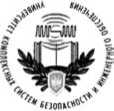 УНИВЕРСИТЕТ КОМПЛЕКСНЫХ СИСТЕМ БЕЗОПАСНОСТИ И ИНЖЕНЕРНОГО ОБЕСПЕЧЕНИЯ